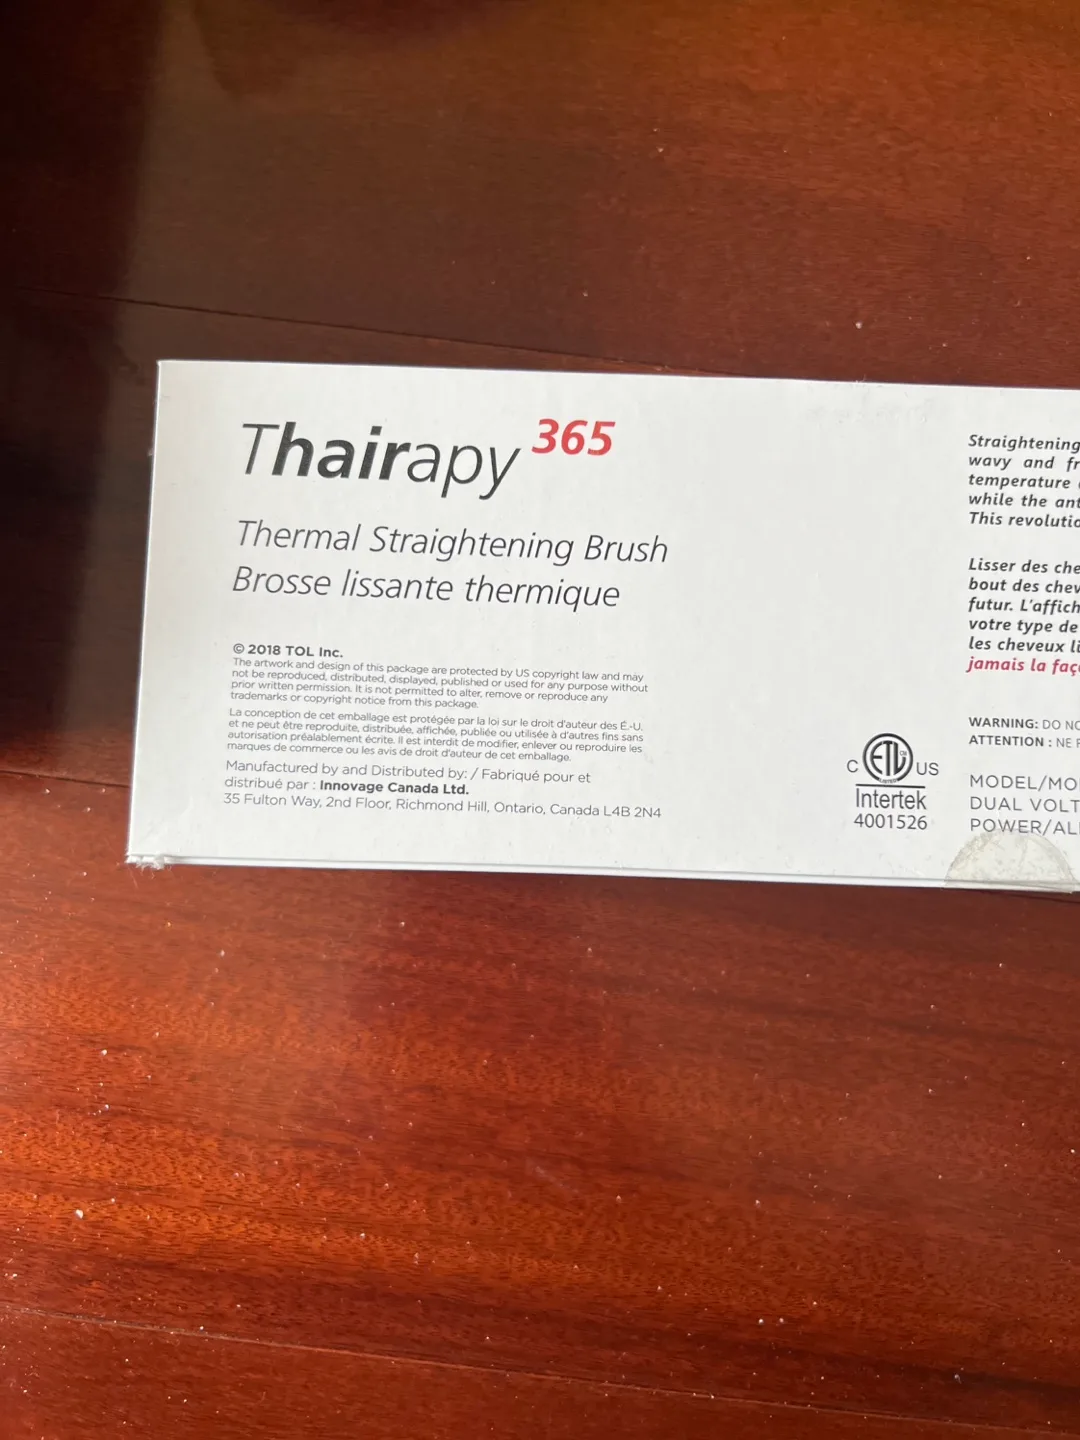 Thairapy 365
Thermal Straightening Brush
Brosse lissante thermique
© 2018 TOL Inc.
The artwork and design of this package are protected by US copyright law and may
not be reproduced, distributed, displayed, published or used for any purpose without
prior written permission. It is not permitted to alter, remove or reproduce any
trademarks or copyright notice from this package.
La conception de cet emballage est protégée par la loi sur le droit d'auteur des É.-U.
et ne peut être reproduite, distribuée, affichée, publiée ou utilisée à d'autres fins sans
autorisation préalablement écrite. Il est interdit de modifier, enlever ou reproduire les
marques de commerce ou les avis de droit d'auteur de cet emballage.
Manufactured by and Distributed by: / Fabriqué pour et
distribué par : Innovage Canada Ltd.
35 Fulton Way, 2nd Floor, Richmond Hill, Ontario, Canada L4B 2N4
C ETL US
LISTED
Intertek
4001526
Straightening
wavy and
temperature
while the
This
Lisser des
bout des
futur.
votre type de
les cheveux
jamais la
WARNING: DO
ATTENTION : NE
DUAL